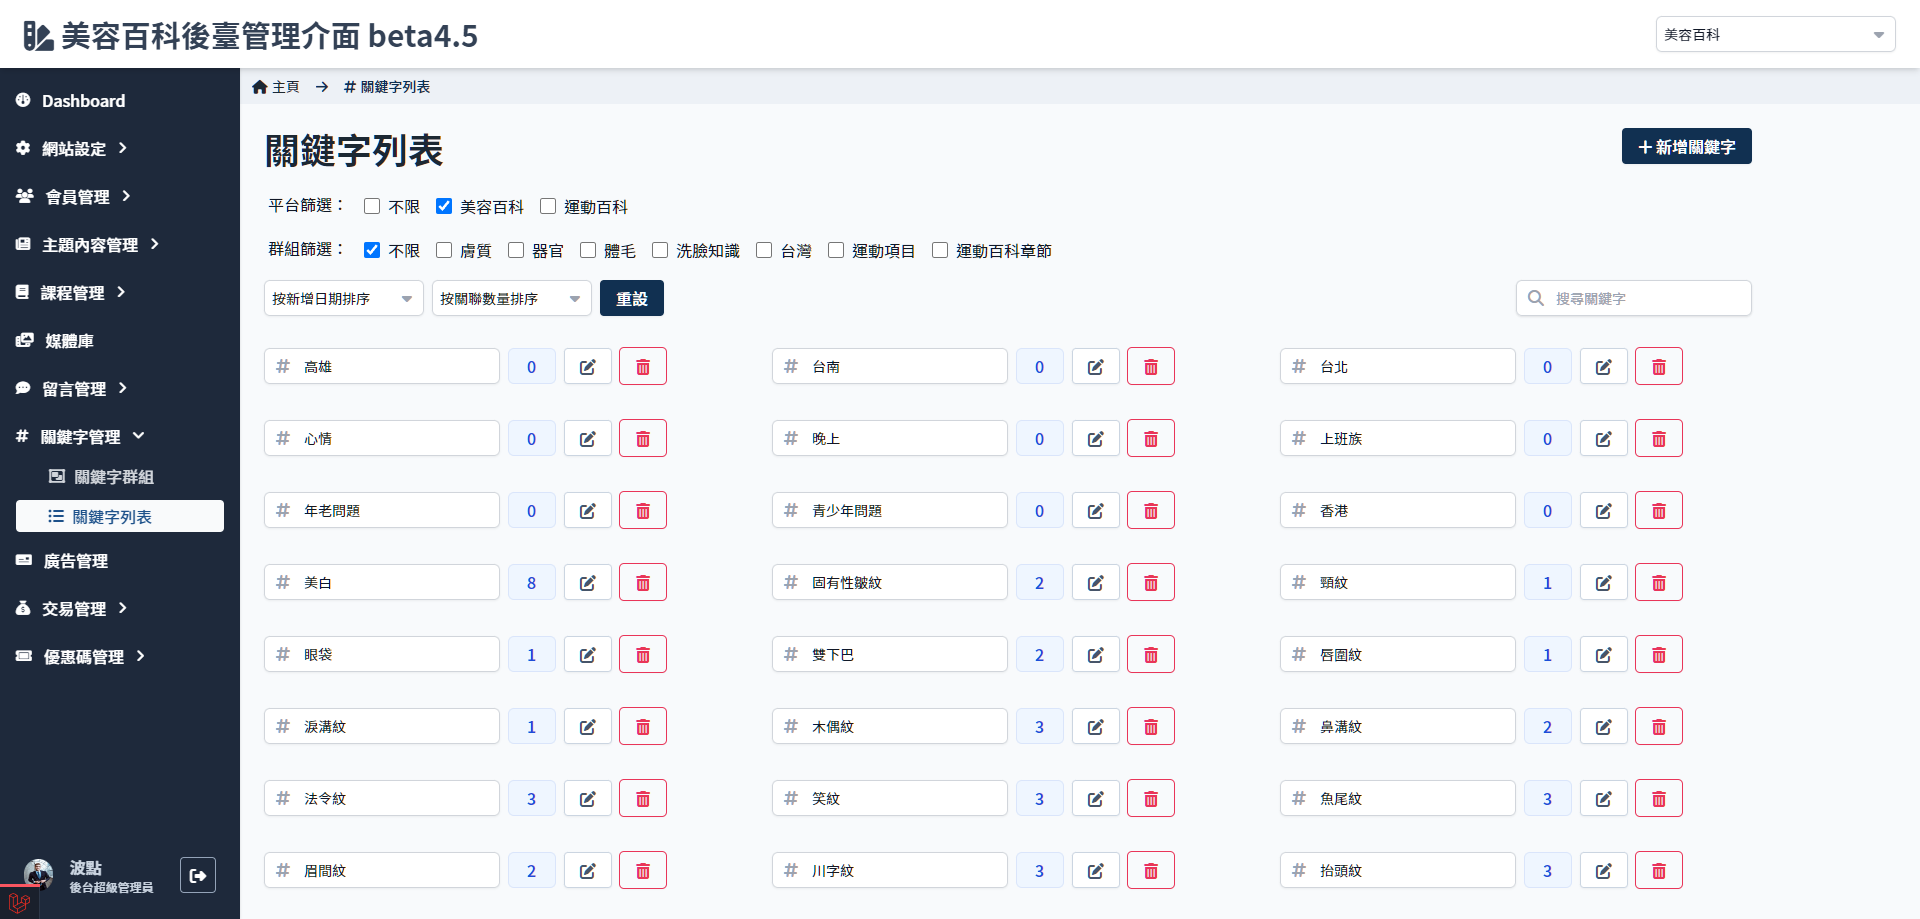 美容百科後臺管理介面 beta4.5
美容百科
Dashboard
網站設定
會員管理
主題內容管理
課程管理
媒體庫
留言管理
# 關鍵字管理
關鍵字群組
關鍵字列表
廣告管理
交易管理
優惠碼管理
波點
後台超級管理員
主頁 → # 關鍵字列表
關鍵字列表
+ 新增關鍵字
平台篩選： 不限 美容百科 運動百科
群組篩選： 不限 膚質 器官 體毛 洗臉知識 台灣 運動項目 運動百科章節
按新增日期排序 按關聯數量排序 重設 搜尋關鍵字
# 高雄 0 # 台南 0 # 台北 0
# 心情 0 # 晚上 0 # 上班族 0
# 年老問題 0 # 青少年問題 0 # 香港 0
# 美白 8 # 固有性皺紋 2 # 頸紋 1
# 眼袋 1 # 雙下巴 2 # 唇圍紋 1
# 淚溝紋 1 # 木偶紋 3 # 鼻溝紋 2
# 法令紋 3 # 笑紋 3 # 魚尾紋 3
# 眉間紋 2 # 川字紋 3 # 抬頭紋 3